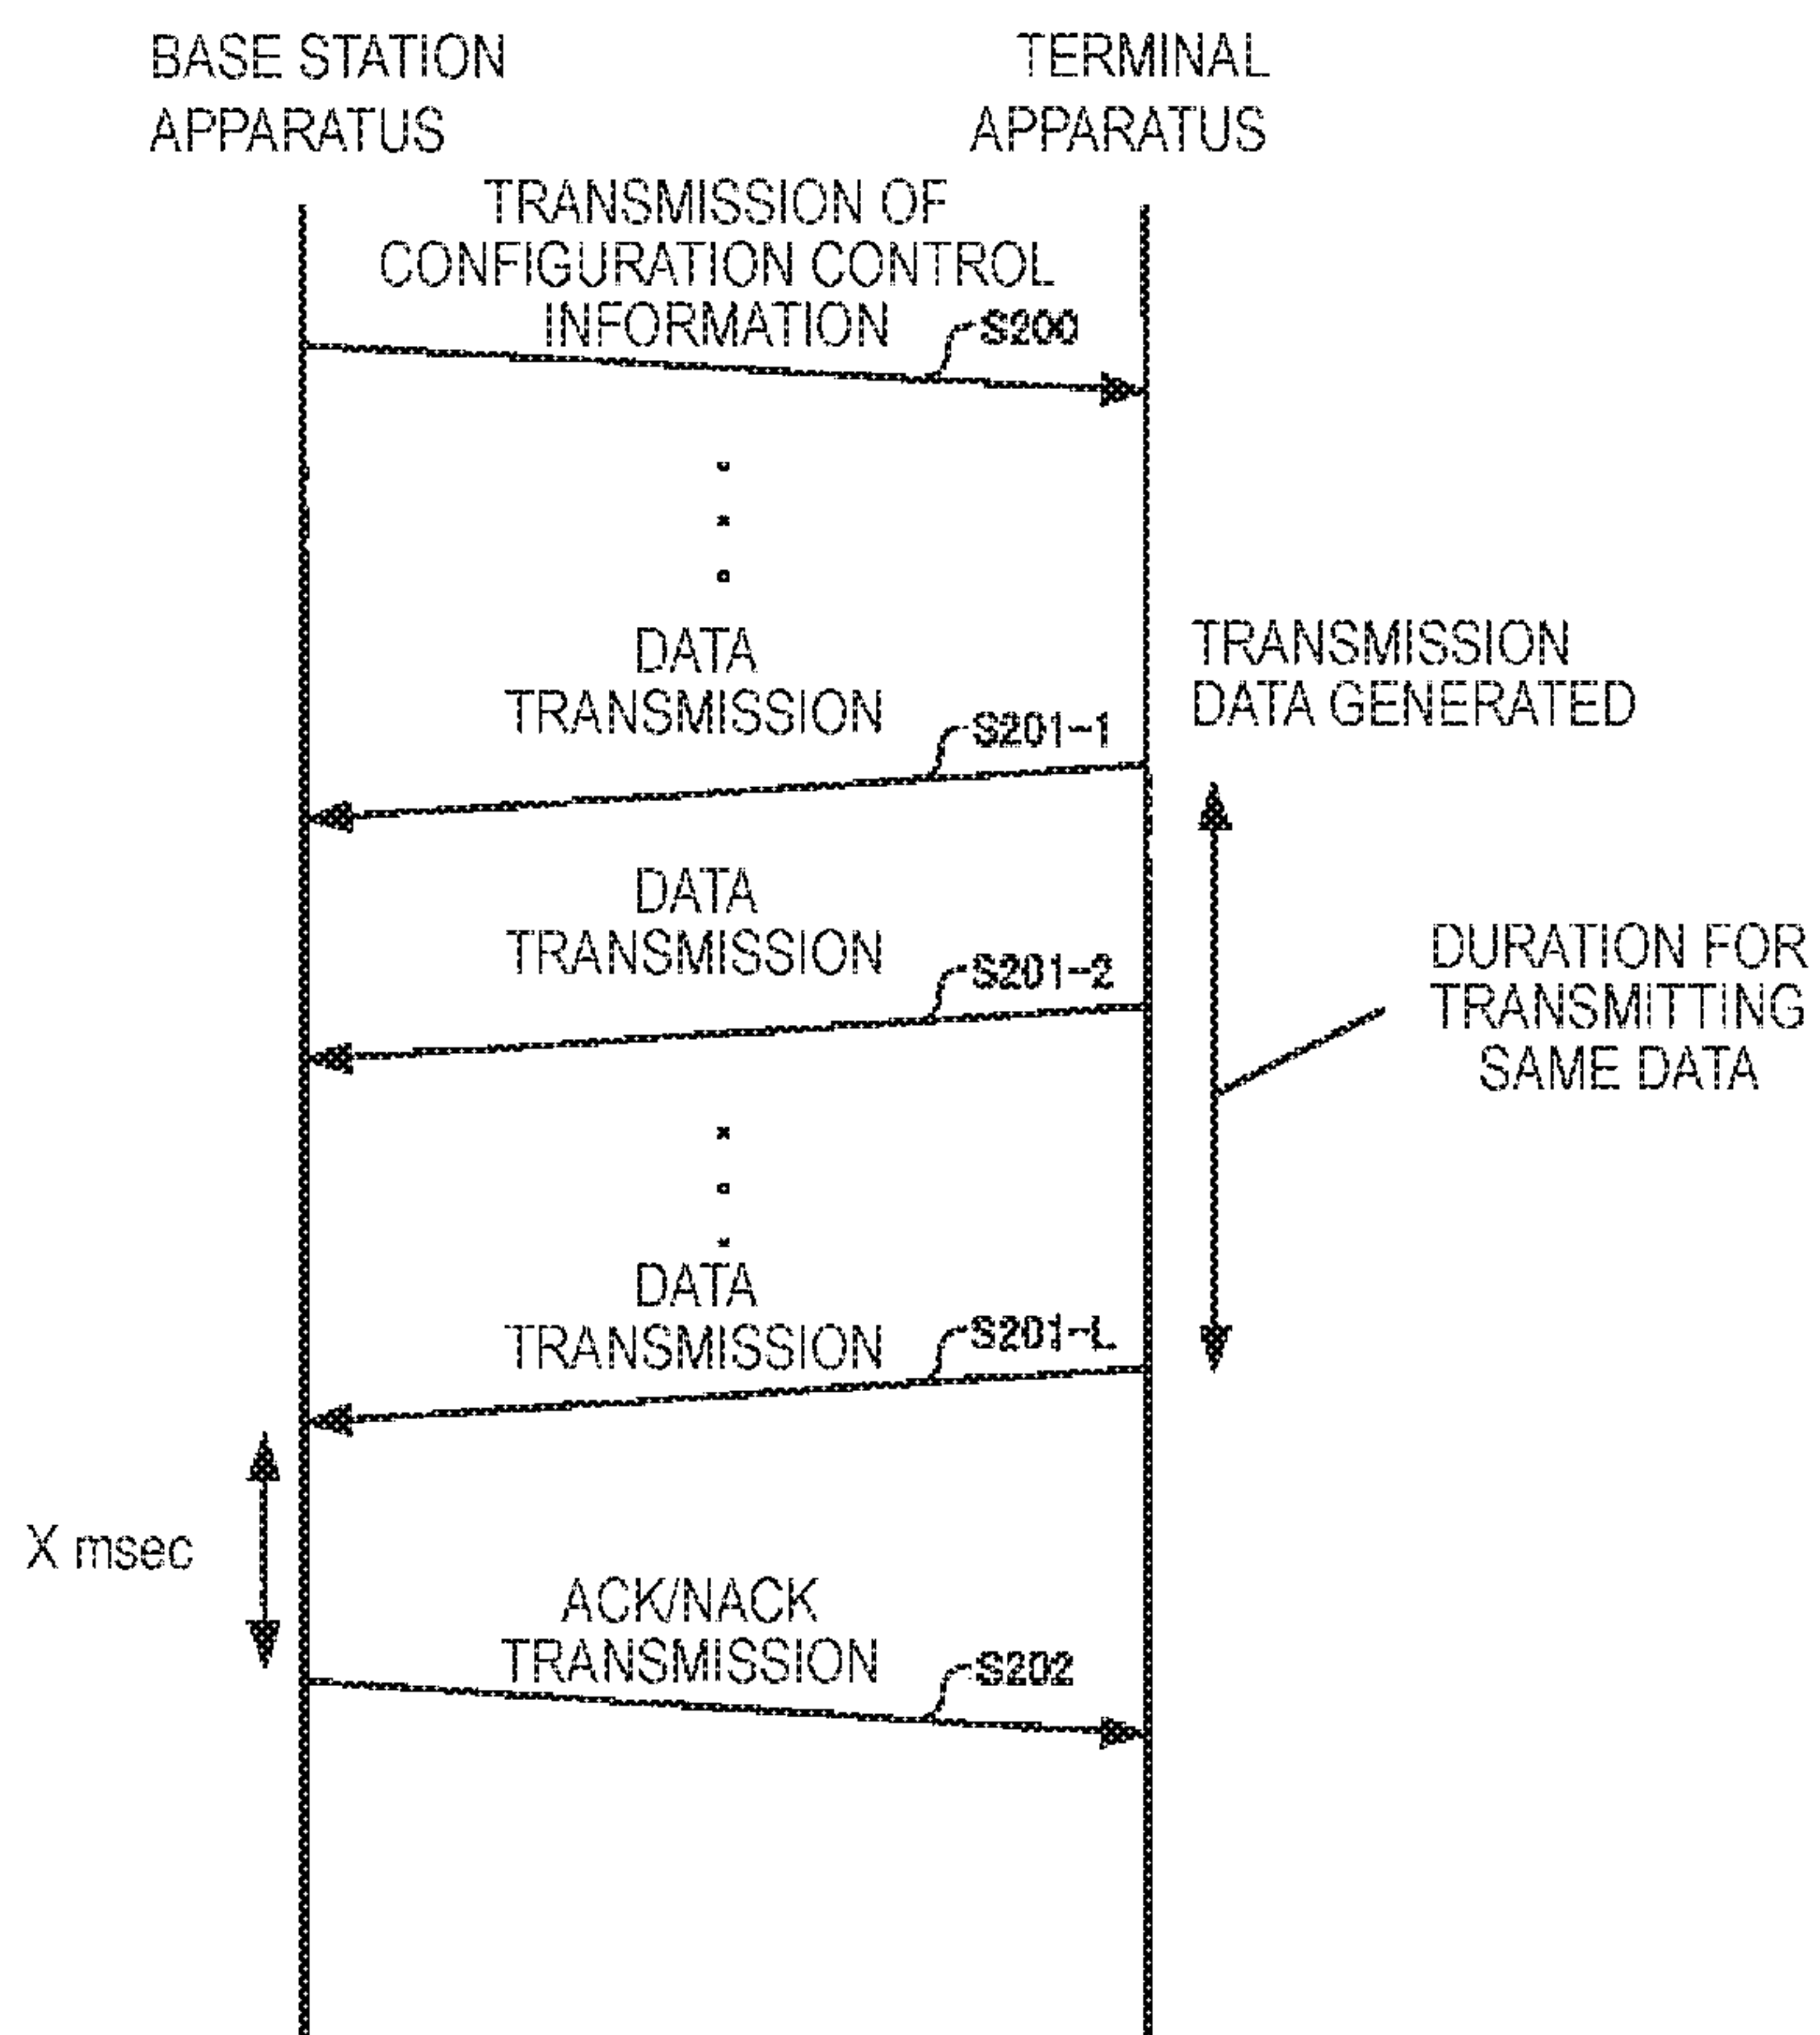 BASE STATION
APPARATUS
TERMINAL
APPARATUS
TRANSMISSION OF
CONFIGURATION CONTROL
INFORMATION
S200
DATA
TRANSMISSION
S201-1
TRANSMISSION
DATA GENERATED
DATA
TRANSMISSION
S201-2
DURATION FOR
TRANSMITTING
SAME DATA
DATA
TRANSMISSION
S201-L
X msec
ACK/NACK
TRANSMISSION
S202